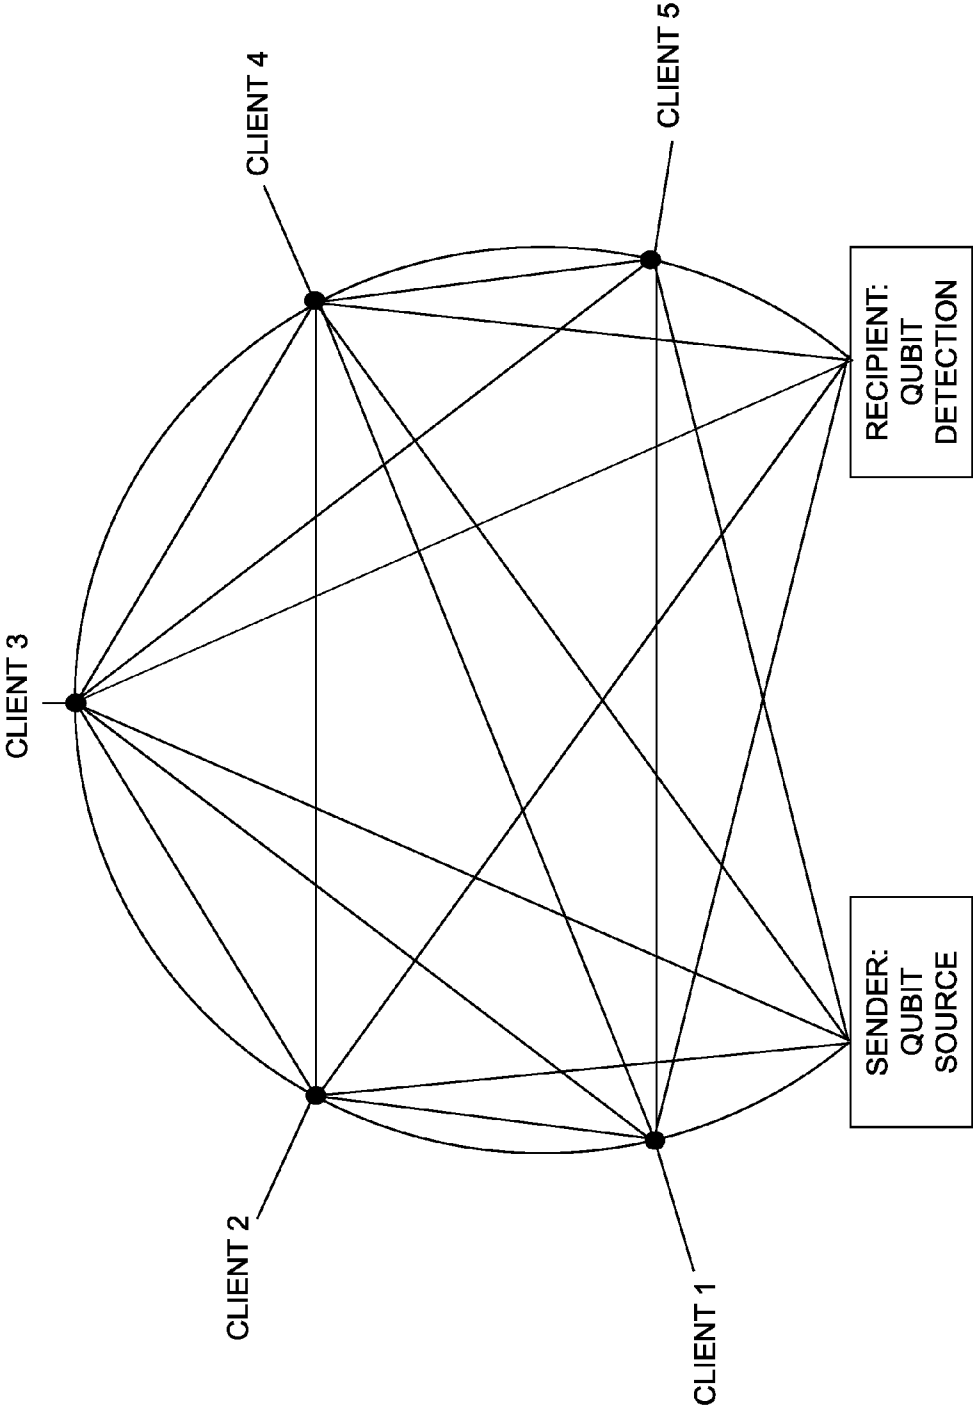 CLIENT 1
CLIENT 2
CLIENT 3
CLIENT 4
CLIENT 5
SENDER:
QUBIT
SOURCE
RECIPIENT:
QUBIT
DETECTION